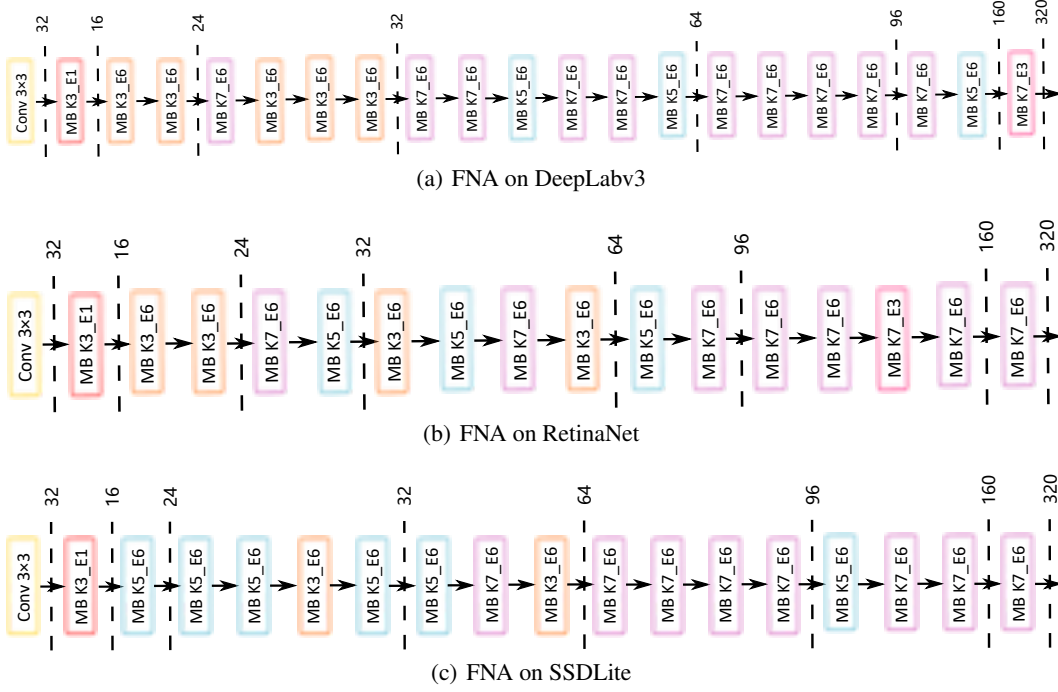 32 16 24 32 64 96 160 320
Conv 3×3 MB K3_E1 MB K3_E6 MB K3_E6 MB K7_E6 MB K3_E6 MB K3_E6 MB K3_E6 MB K7_E6 MB K7_E6 MB K5_E6 MB K7_E6 MB K7_E6 MB K5_E6 MB K7_E6 MB K7_E6 MB K7_E6 MB K7_E6 MB K7_E6 MB K5_E6 MB K7_E3
(a) FNA on DeepLabv3
32 16 24 32 64 96 160 320
Conv 3×3 MB K3_E1 MB K3_E6 MB K3_E6 MB K7_E6 MB K5_E6 MB K3_E6 MB K5_E6 MB K7_E6 MB K3_E6 MB K5_E6 MB K7_E6 MB K7_E6 MB K7_E6 MB K7_E3 MB K7_E6 MB K7_E6
(b) FNA on RetinaNet
32 16 24 32 64 96 160 320
Conv 3×3 MB K3_E1 MB K5_E6 MB K5_E6 MB K5_E6 MB K3_E6 MB K5_E6 MB K5_E6 MB K7_E6 MB K3_E6 MB K7_E6 MB K7_E6 MB K7_E6 MB K7_E6 MB K5_E6 MB K7_E6 MB K7_E6 MB K7_E6
(c) FNA on SSDLite